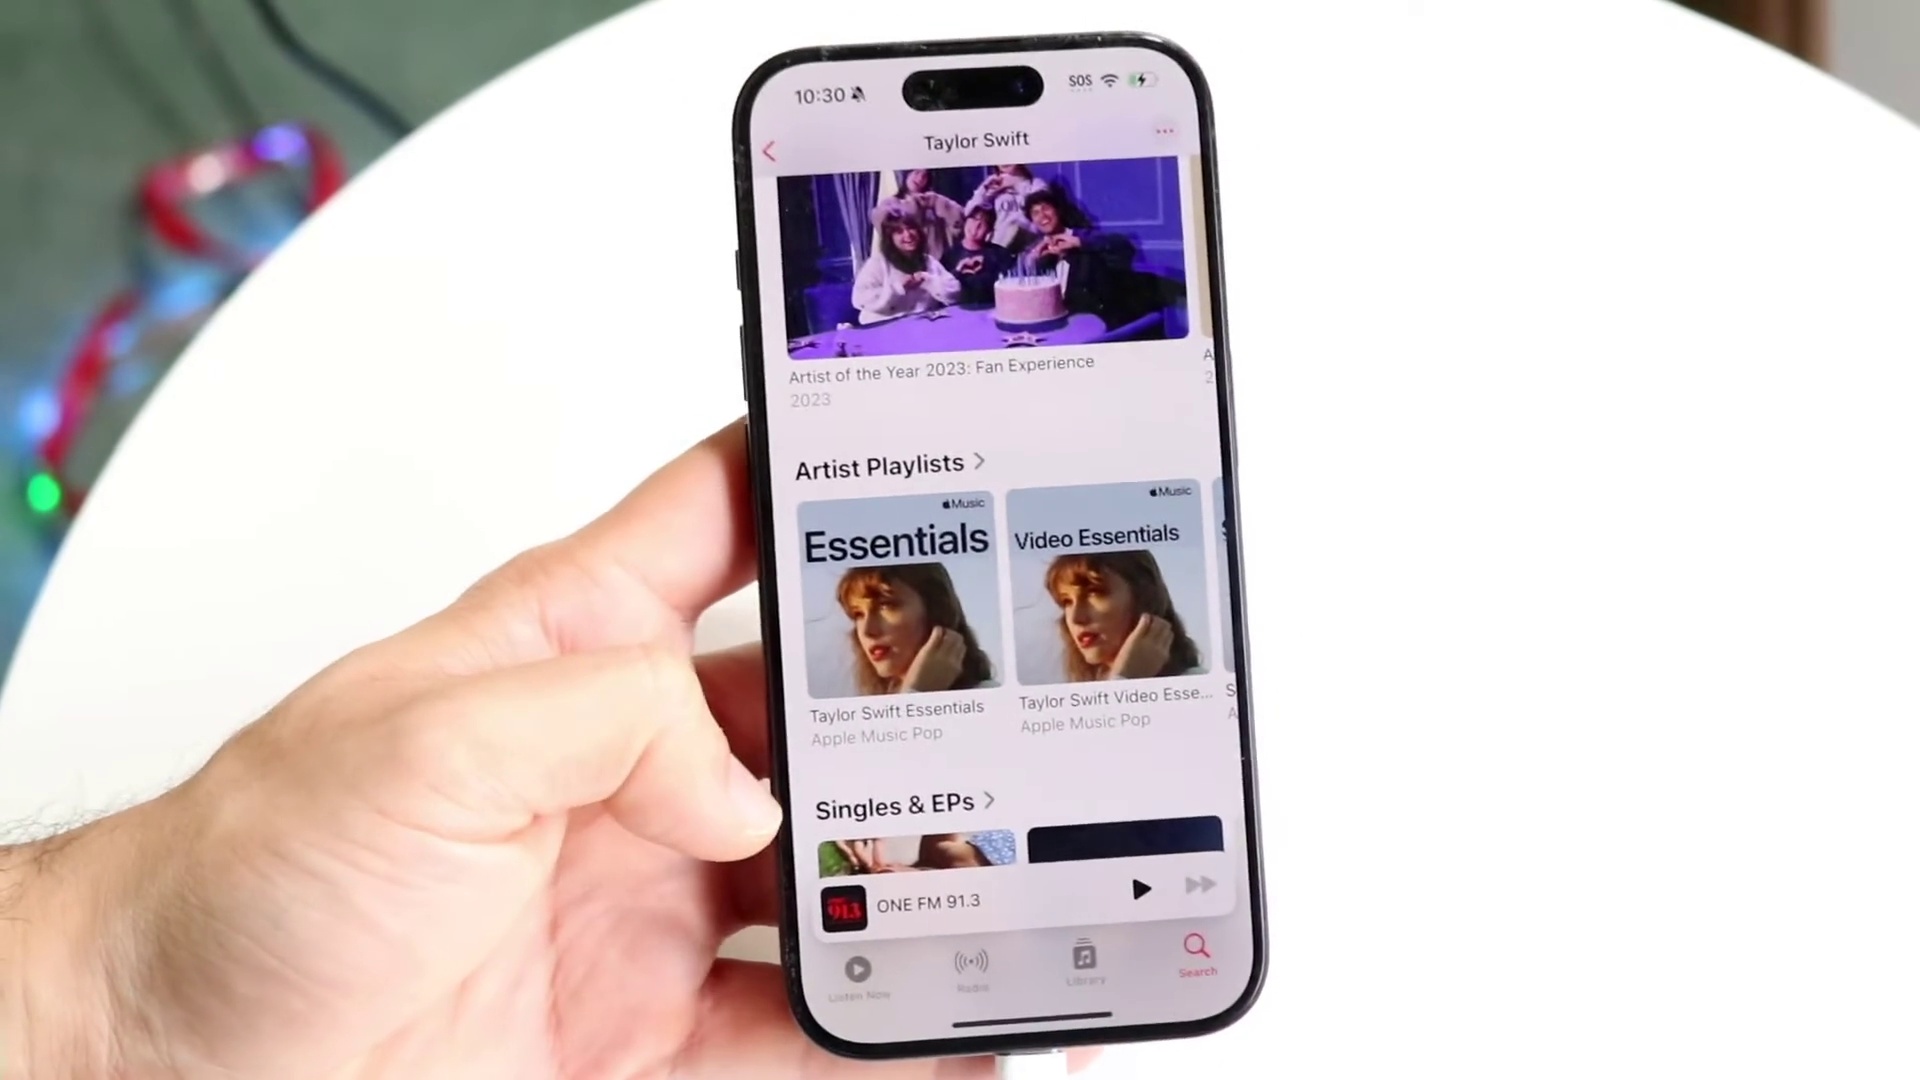 10:30
SOS
Taylor Swift
Artist of the Year 2023: Fan Experience
2023
A
2
Artist Playlists
Music
Essentials
Music
Video Essentials
Taylor Swift Essentials
Apple Music Pop
Taylor Swift Video Esse...
Apple Music Pop
S
A
Singles & EPs
91.3
ONE FM 91.3
Listen Now
Radio
Library
Search